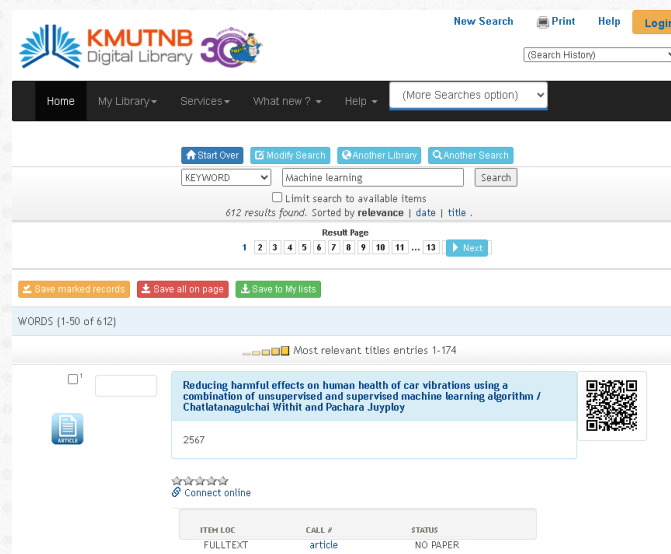 New Search Print Help Login
KMUTNB
Digital Library
30
(Search History)
Home My Library Services What new ? Help (More Searches option)
Start Over Modify Search Another Library Another Search
KEYWORD Machine learning Search
Limit search to available items
612 results found. Sorted by relevance | date | title .
Result Page
1 2 3 4 5 6 7 8 9 10 11 ... 13 Next
Save marked records Save all on page Save to My lists
WORDS (1-50 of 612)
Most relevant titles entries 1-174
1
Reducing harmful effects on human health of car vibrations using a
combination of unsupervised and supervised machine learning algorithm /
Chatlatanagulchai Withit and Pachara Juyploy
ARTICLE
2567
Connect online
ITEM LOC CALL # STATUS
FULLTEXT article NO PAPER